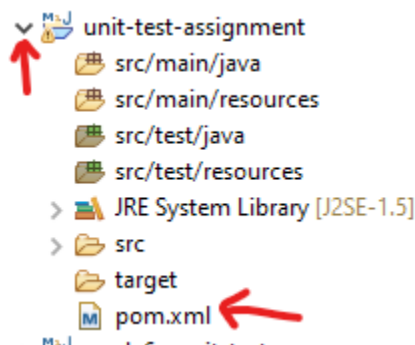 unit-test-assignment
src/main/java
src/main/resources
src/test/java
src/test/resources
JRE System Library [J2SE-1.5]
src
target
M pom.xml